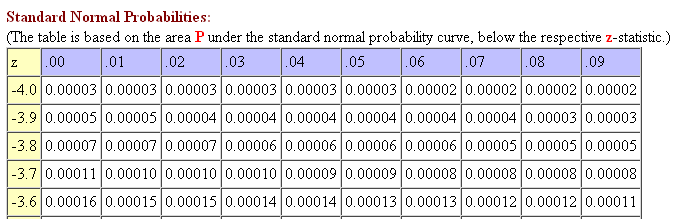 Standard Normal Probabilities:
(The table is based on the area P under the standard normal probability curve, below the respective z-statistic.)
z .00 .01 .02 .03 .04 .05 .06 .07 .08 .09
-4.0 0.00003 0.00003 0.00003 0.00003 0.00003 0.00003 0.00002 0.00002 0.00002 0.00002
-3.9 0.00005 0.00005 0.00004 0.00004 0.00004 0.00004 0.00004 0.00004 0.00003 0.00003
-3.8 0.00007 0.00007 0.00007 0.00006 0.00006 0.00006 0.00006 0.00005 0.00005 0.00005
-3.7 0.00011 0.00010 0.00010 0.00010 0.00009 0.00009 0.00008 0.00008 0.00008 0.00008
-3.6 0.00016 0.00015 0.00015 0.00014 0.00014 0.00013 0.00013 0.00012 0.00012 0.00011